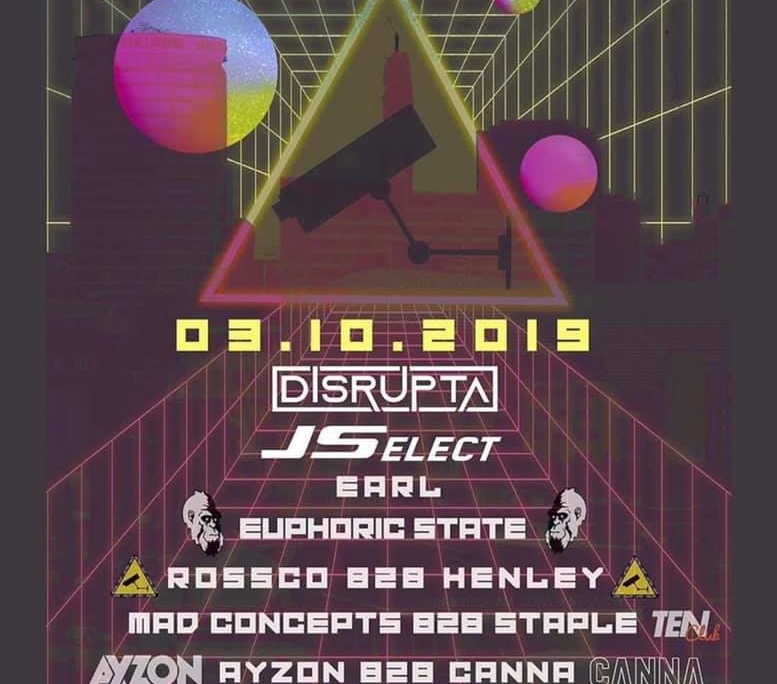 03.10.2019
DISRUPTA
JSELECT
EARL
EUPHORIC STATE
ROSSCO B2B HENLEY
MAD CONCEPTS B2B STAPLE TEN Club
AYZON AYZON B2B CANNA CANNA